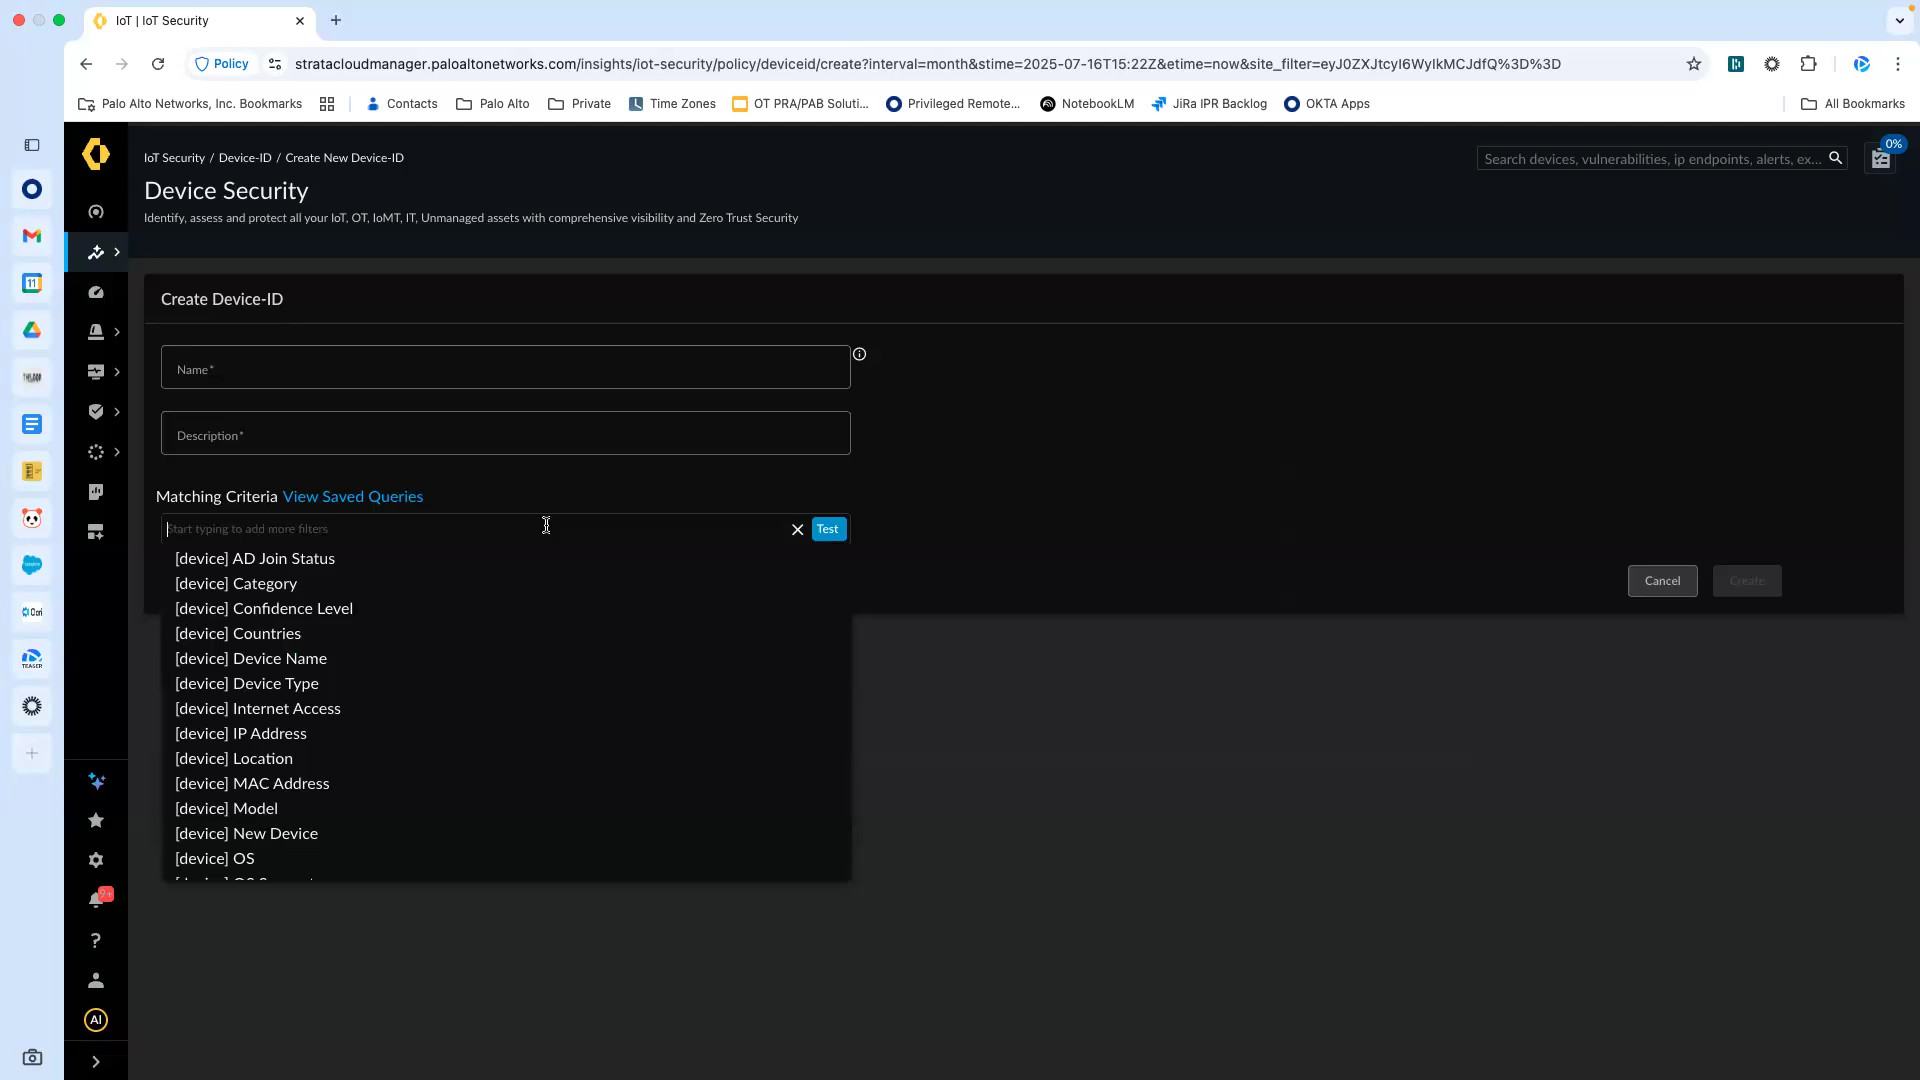 IoT | IoT Security
Policy
stratacloudmanager.paloaltonetworks.com/insights/iot-security/policy/deviceid/create?interval=month&stime=2025-07-16T15:22Z&etime=now&site_filter=eyJ0ZXJtcyI6WyIkMCJdfQ%3D%3D
Palo Alto Networks, Inc. Bookmarks
Contacts
Palo Alto
Private
Time Zones
OT PRA/PAB Soluti...
Privileged Remote...
NotebookLM
JiRa IPR Backlog
OKTA Apps
All Bookmarks
IoT Security / Device-ID / Create New Device-ID
Search devices, vulnerabilities, ip endpoints, alerts, ex...
0%
Device Security
Identify, assess and protect all your IoT, OT, IoMT, IT, Unmanaged assets with comprehensive visibility and Zero Trust Security
11
Create Device-ID
Name*
Description*
Matching Criteria View Saved Queries
Start typing to add more filters
Test
[device] AD Join Status
[device] Category
[device] Confidence Level
[device] Countries
[device] Device Name
[device] Device Type
[device] Internet Access
[device] IP Address
[device] Location
[device] MAC Address
[device] Model
[device] New Device
[device] OS
Cancel
Create
TEASER
9+
AI